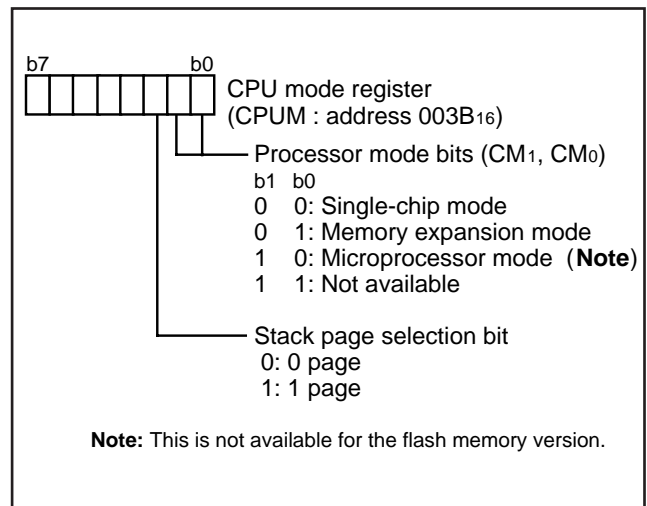 b7 b0
CPU mode register
(CPUM : address 003B₁₆)
Processor mode bits (CM₁, CM₀)
b1 b0
0 0: Single-chip mode
0 1: Memory expansion mode
1 0: Microprocessor mode (Note)
1 1: Not available
Stack page selection bit
0: 0 page
1: 1 page
Note: This is not available for the flash memory version.